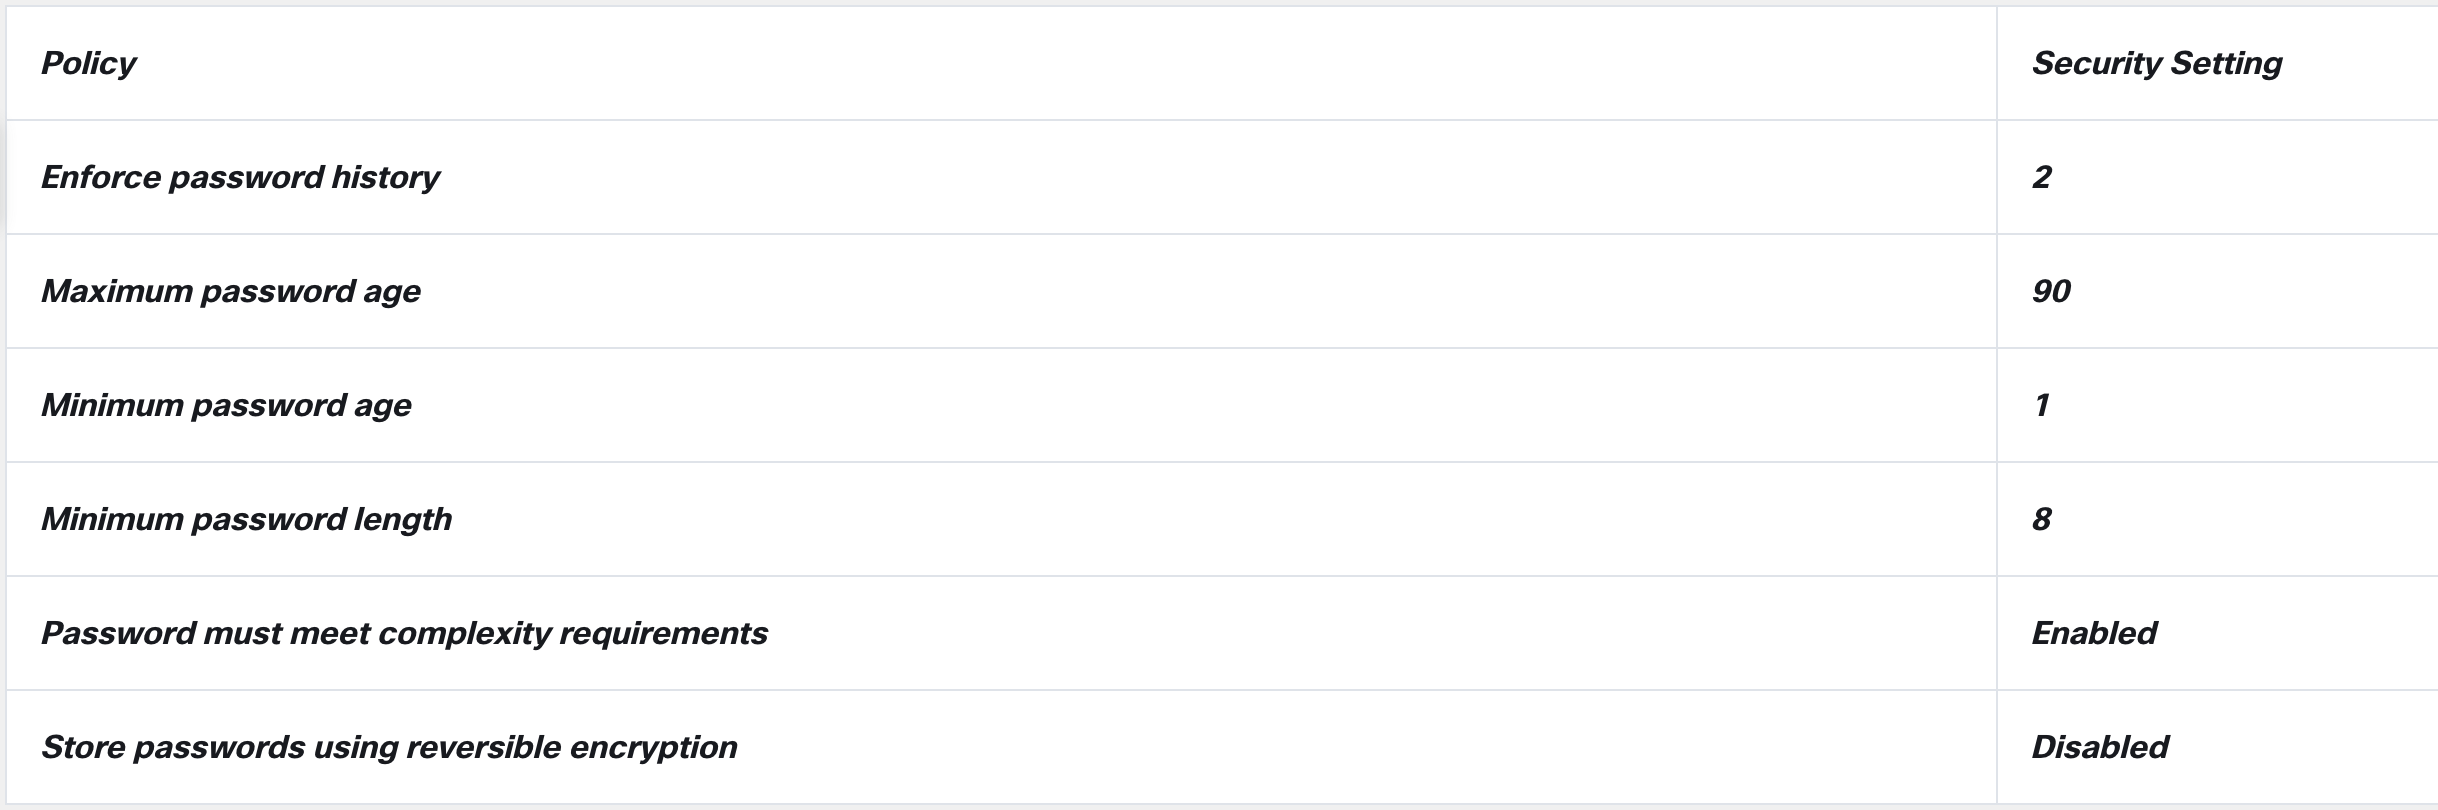 Policy Security Setting
Enforce password history 2
Maximum password age 90
Minimum password age 1
Minimum password length 8
Password must meet complexity requirements Enabled
Store passwords using reversible encryption Disabled